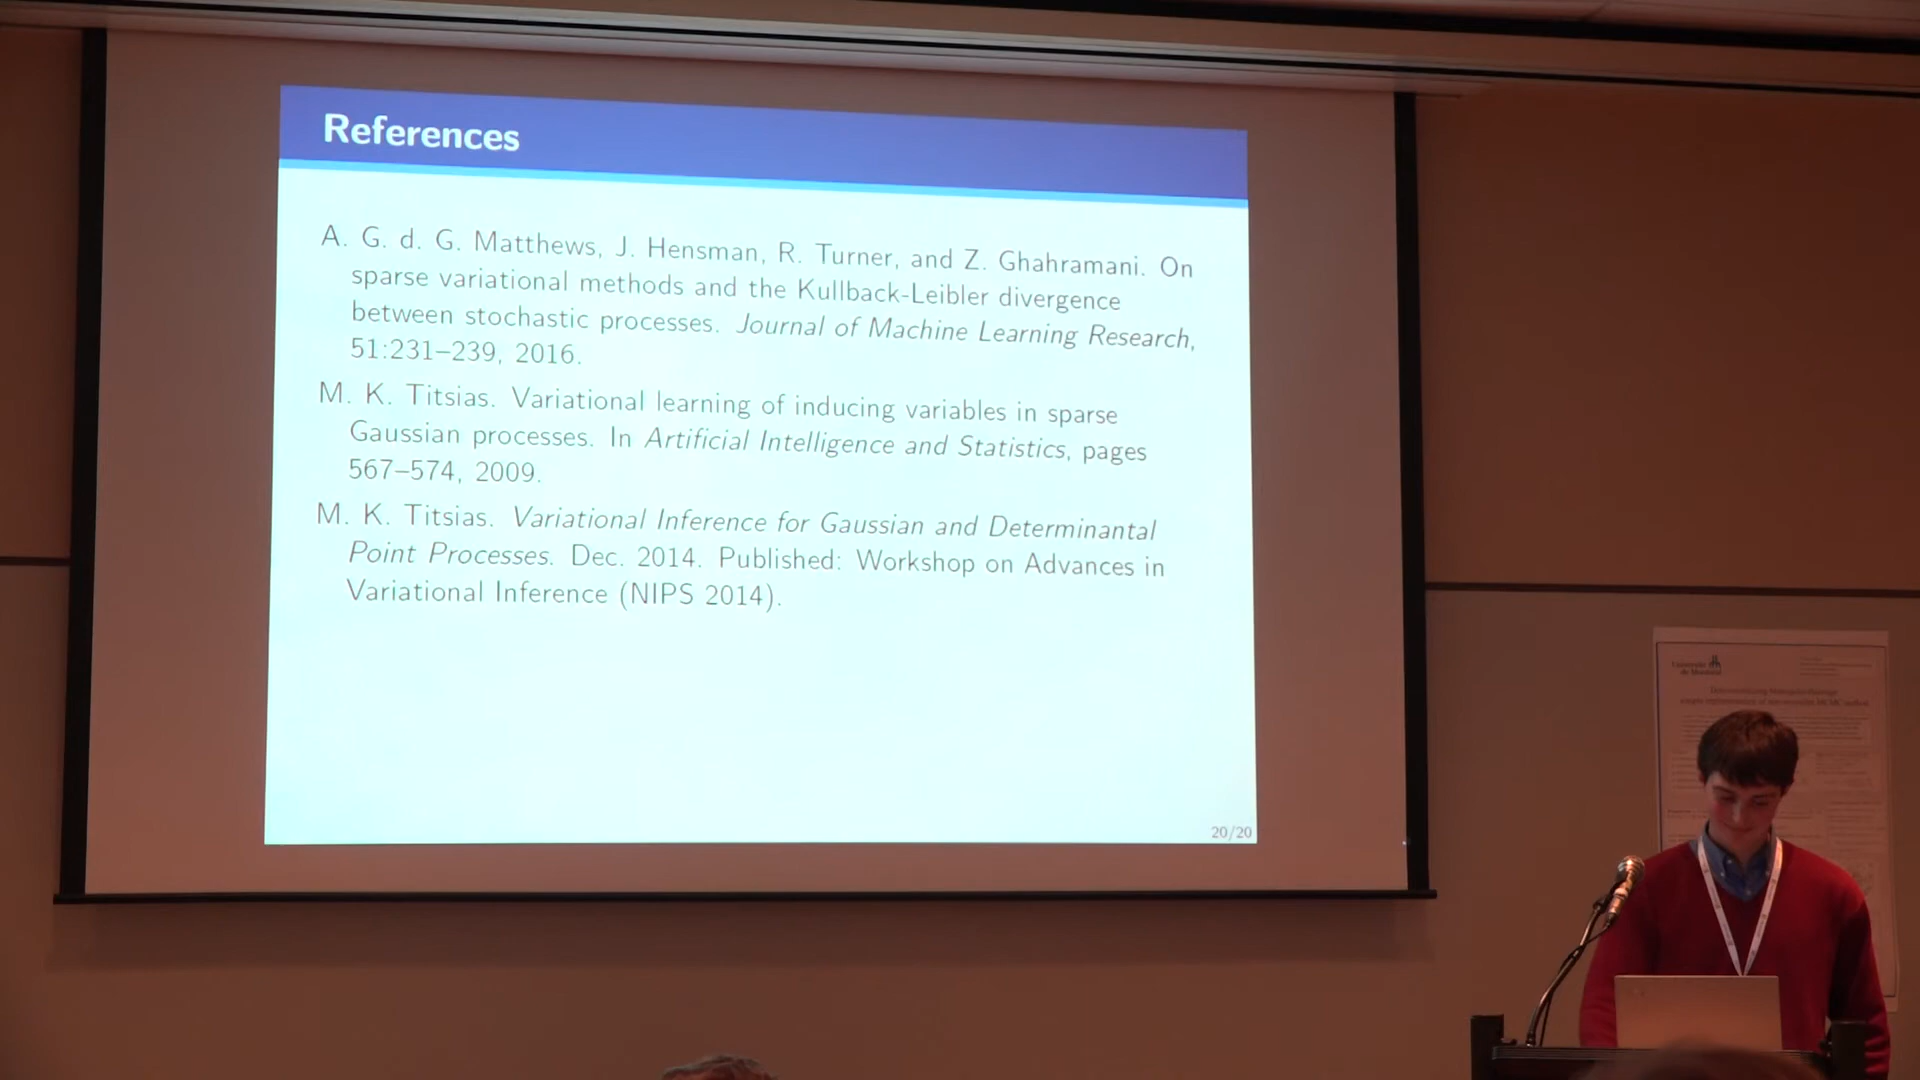 References
A. G. d. G. Matthews, J. Hensman, R. Turner, and Z. Ghahramani. On
sparse variational methods and the Kullback-Leibler divergence
between stochastic processes. Journal of Machine Learning Research,
51:231–239, 2016.
M. K. Titsias. Variational learning of inducing variables in sparse
Gaussian processes. In Artificial Intelligence and Statistics, pages
567–574, 2009.
M. K. Titsias. Variational Inference for Gaussian and Determinantal
Point Processes. Dec. 2014. Published: Workshop on Advances in
Variational Inference (NIPS 2014).
20/20
Université
de Montréal